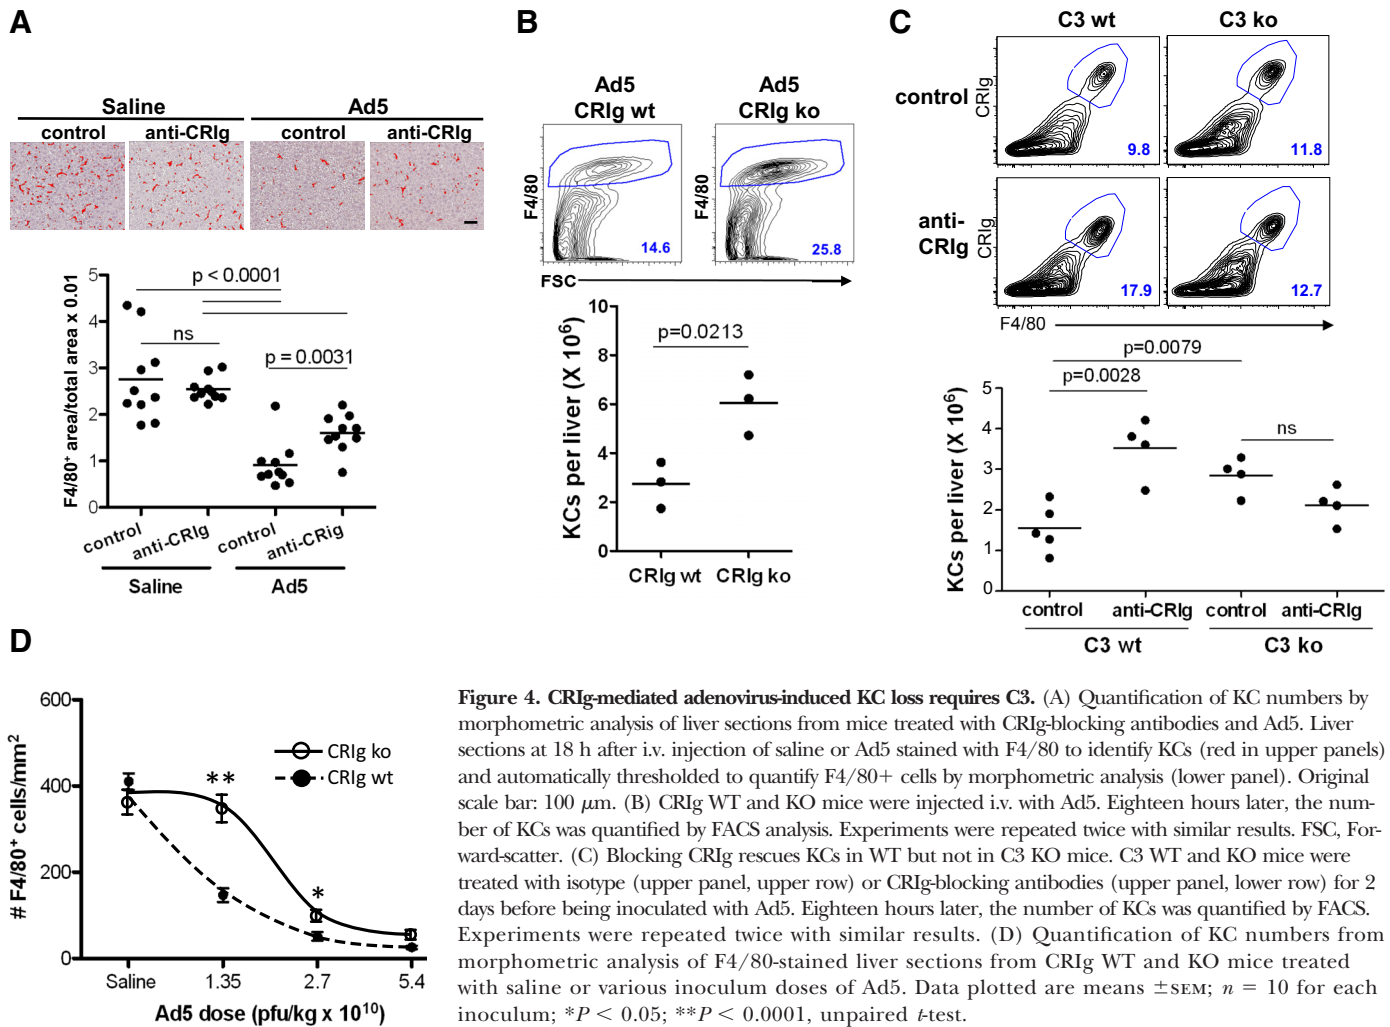 A
Saline
Ad5
control
anti-CRIg
control
anti-CRIg
F4/80+ area/total area x 0.01
5
4
3
2
1
0
p < 0.0001
ns
p = 0.0031
control
anti-CRIg
control
anti-CRig
Saline
Ad5
B
Ad5
CRIg wt
Ad5
CRIg ko
F4/80
14.6
F4/80
25.8
FSC
KCs per liver (X 10^6)
10
8
6
4
2
0
p=0.0213
CRIg wt
CRIg ko
C
C3 wt
C3 ko
control
CRIg
9.8
11.8
anti-
CRIg
CRIg
17.9
12.7
F4/80
p=0.0079
p=0.0028
ns
KCs per liver (X 10^6)
5
4
3
2
1
0
control
anti-CRIg
control
anti-CRIg
C3 wt
C3 ko
D
# F4/80+ cells/mm2
600
400
200
0
**
*
CRIg ko
CRIg wt
Saline
1.35
2.7
5.4
Ad5 dose (pfu/kg x 10^10)
Figure 4. CRIg-mediated adenovirus-induced KC loss requires C3. (A) Quantification of KC numbers by
morphometric analysis of liver sections from mice treated with CRIg-blocking antibodies and Ad5. Liver
sections at 18 h after i.v. injection of saline or Ad5 stained with F4/80 to identify KCs (red in upper panels)
and automatically thresholded to quantify F4/80+ cells by morphometric analysis (lower panel). Original
scale bar: 100 μm. (B) CRIg WT and KO mice were injected i.v. with Ad5. Eighteen hours later, the num-
ber of KCs was quantified by FACS analysis. Experiments were repeated twice with similar results. FSC, For-
ward-scatter. (C) Blocking CRIg rescues KCs in WT but not in C3 KO mice. C3 WT and KO mice were
treated with isotype (upper panel, upper row) or CRIg-blocking antibodies (upper panel, lower row) for 2
days before being inoculated with Ad5. Eighteen hours later, the number of KCs was quantified by FACS.
Experiments were repeated twice with similar results. (D) Quantification of KC numbers from
morphometric analysis of F4/80-stained liver sections from CRIg WT and KO mice treated
with saline or various inoculum doses of Ad5. Data plotted are means ±SEM; n = 10 for each
inoculum; *P < 0.05; **P < 0.0001, unpaired t-test.